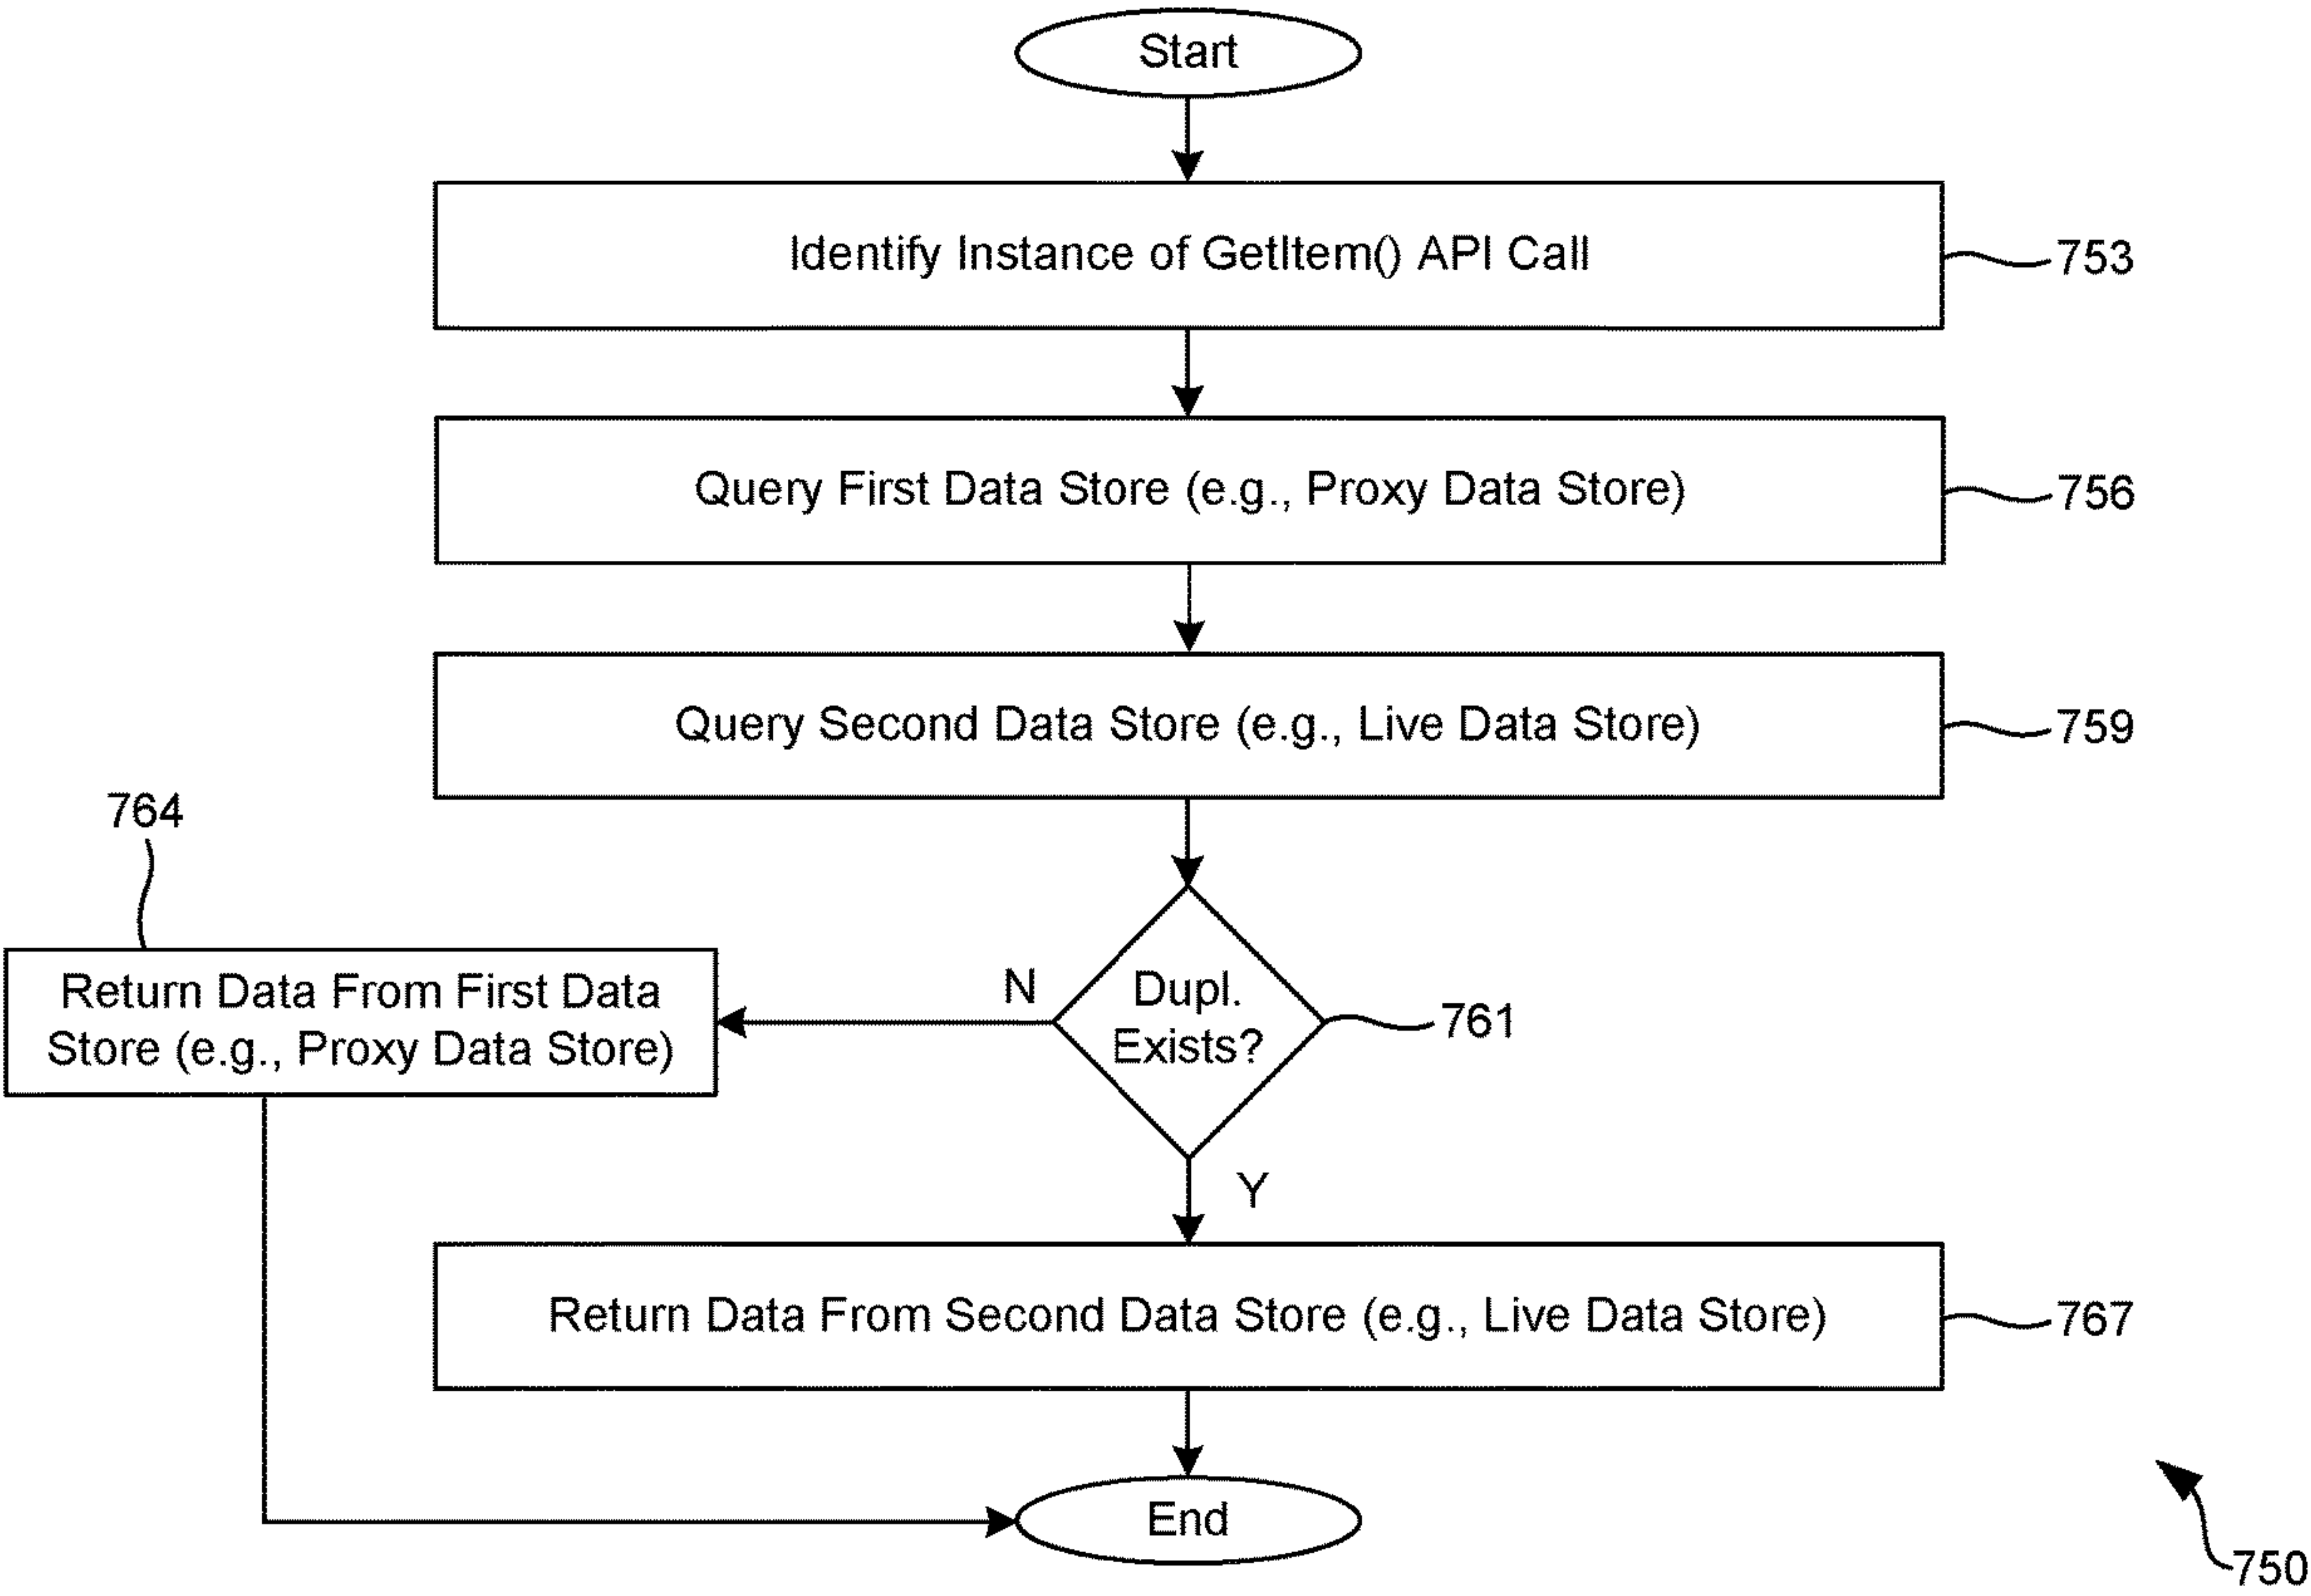 Start
Identify Instance of GetItem() API Call
753
Query First Data Store (e.g., Proxy Data Store)
756
Query Second Data Store (e.g., Live Data Store)
759
764
Return Data From First Data
Store (e.g., Proxy Data Store)
N
Dupl.
Exists?
761
Y
Return Data From Second Data Store (e.g., Live Data Store)
767
End
750